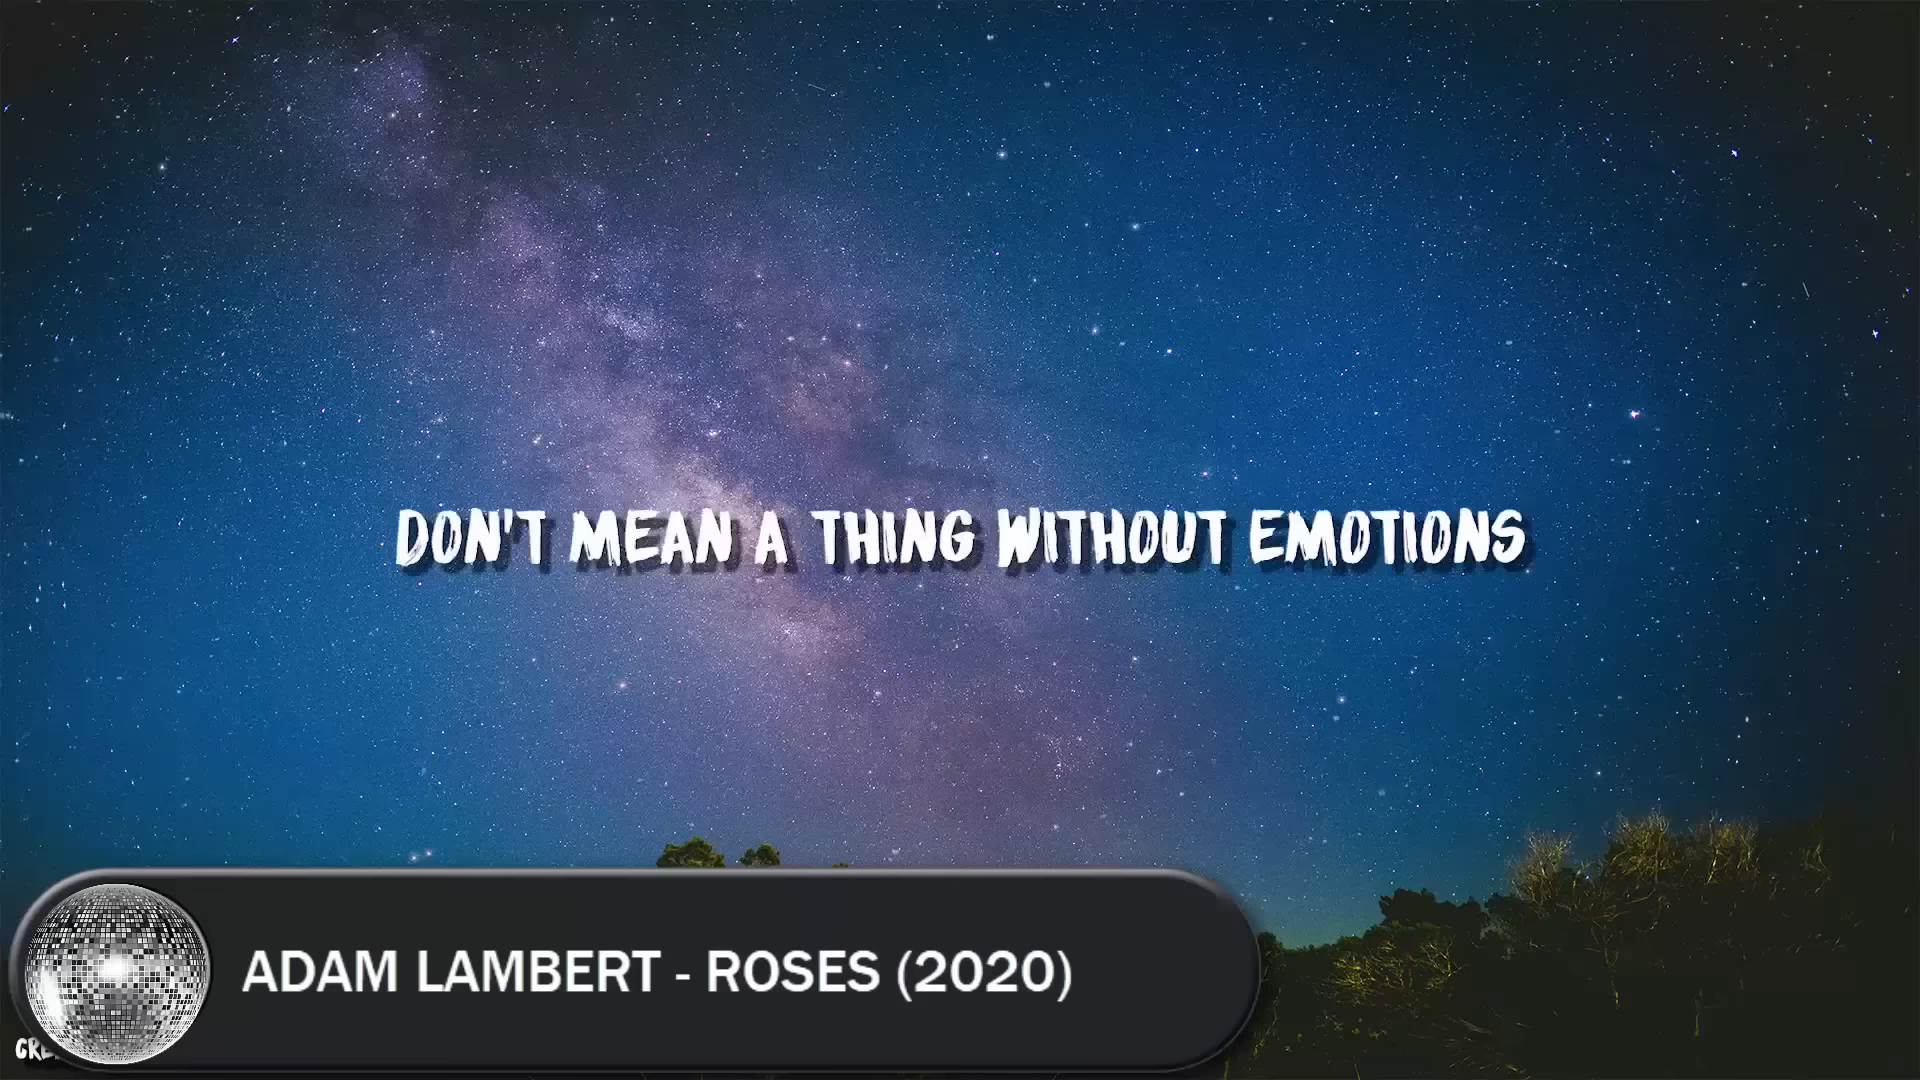 DON'T MEAN A THING WITHOUT EMOTIONS
ADAM LAMBERT - ROSES (2020)